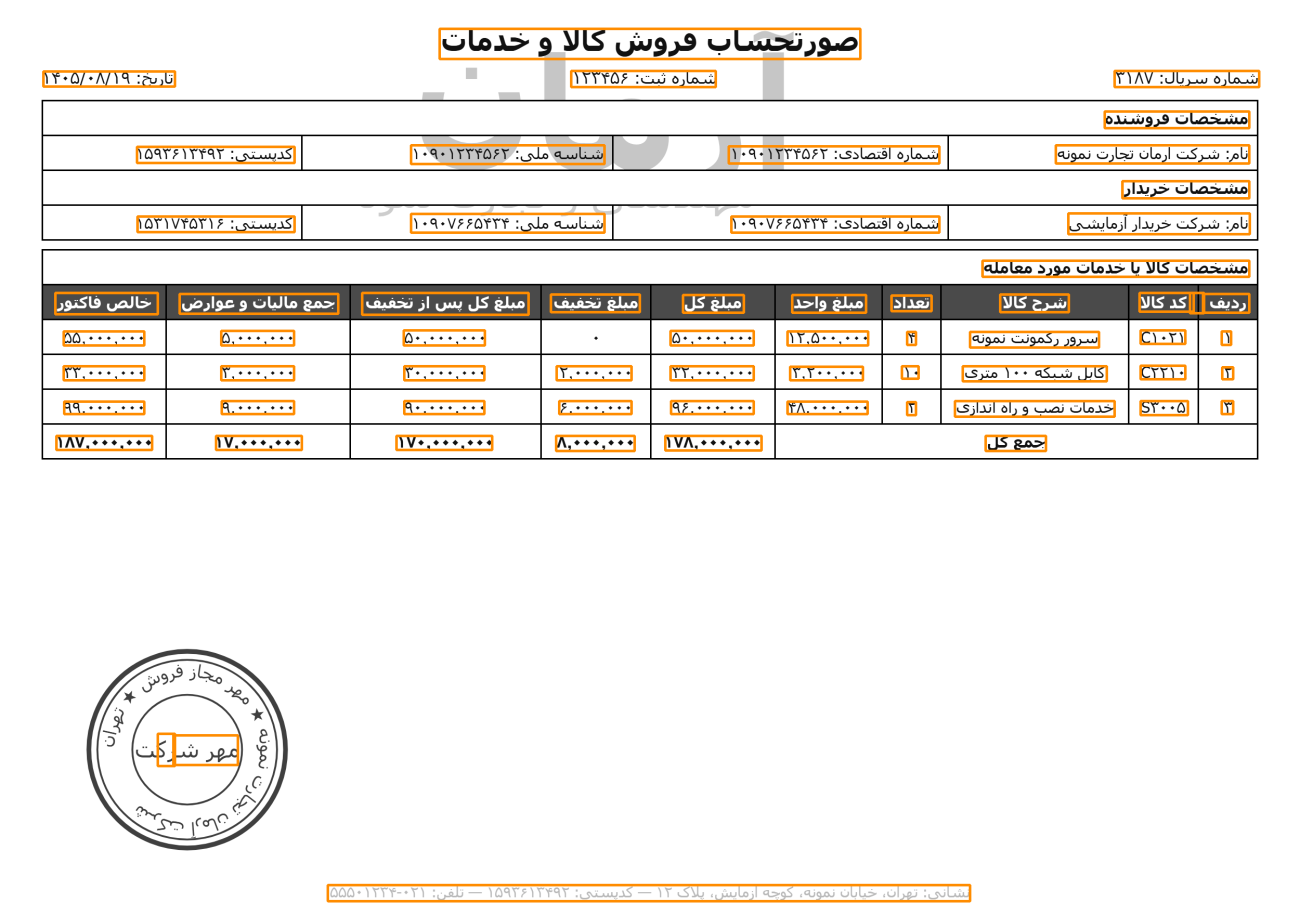 صورتحساب فروش کالا و خدمات
شماره سریال: ۳۱۸۷ شماره ثبت: ۱۲۳۴۵۶ تاریخ: ۱۴۰۵/۰۸/۱۹
آرمان
مشخصات فروشنده
نام: شرکت آرمان تجارت نمونه شماره اقتصادی: ۱۰۹۰۱۲۳۴۵۶۲ شناسه ملی: ۱۰۹۰۱۲۳۴۵۶۲ کدپستی: ۱۵۹۳۶۱۳۴۹۲
مشخصات خریدار
نام: شرکت خریدار آزمایشی شماره اقتصادی: ۱۰۹۰۷۶۶۵۴۳۴ شناسه ملی: ۱۰۹۰۷۶۶۵۴۳۴ کدپستی: ۱۵۳۱۷۴۵۳۱۶
مشخصات کالا یا خدمات مورد معامله
ردیف کد کالا شرح کالا تعداد مبلغ واحد مبلغ کل مبلغ تخفیف مبلغ کل پس از تخفیف جمع مالیات و عوارض خالص فاکتور
۱ C۱۰۲۱ سرور رکمونت نمونه ۴ ۱۲,۵۰۰,۰۰۰ ۵۰,۰۰۰,۰۰۰ ۰ ۵۰,۰۰۰,۰۰۰ ۵,۰۰۰,۰۰۰ ۵۵,۰۰۰,۰۰۰
۲ C۲۲۱۰ کابل شبکه ۱۰۰ متری ۱۰ ۳,۲۰۰,۰۰۰ ۳۲,۰۰۰,۰۰۰ ۲,۰۰۰,۰۰۰ ۳۰,۰۰۰,۰۰۰ ۳,۰۰۰,۰۰۰ ۳۳,۰۰۰,۰۰۰
۳ S۳۰۰۵ خدمات نصب و راه اندازی ۲ ۴۸,۰۰۰,۰۰۰ ۹۶,۰۰۰,۰۰۰ ۶,۰۰۰,۰۰۰ ۹۰,۰۰۰,۰۰۰ ۹,۰۰۰,۰۰۰ ۹۹,۰۰۰,۰۰۰
جمع کل ۱۷۸,۰۰۰,۰۰۰ ۸,۰۰۰,۰۰۰ ۱۷۰,۰۰۰,۰۰۰ ۱۷,۰۰۰,۰۰۰ ۱۸۷,۰۰۰,۰۰۰
شرکت آرمان تجارت نمونه ★ مهر مجاز فروش ★ تهران
مهر شرکت
نشانی: تهران، خیابان نمونه، کوچه آزمایش، پلاک ۱۲ — کدپستی: ۱۵۹۳۶۱۳۴۹۲ — تلفن: ۰۲۱-۵۵۵۰۱۲۳۴